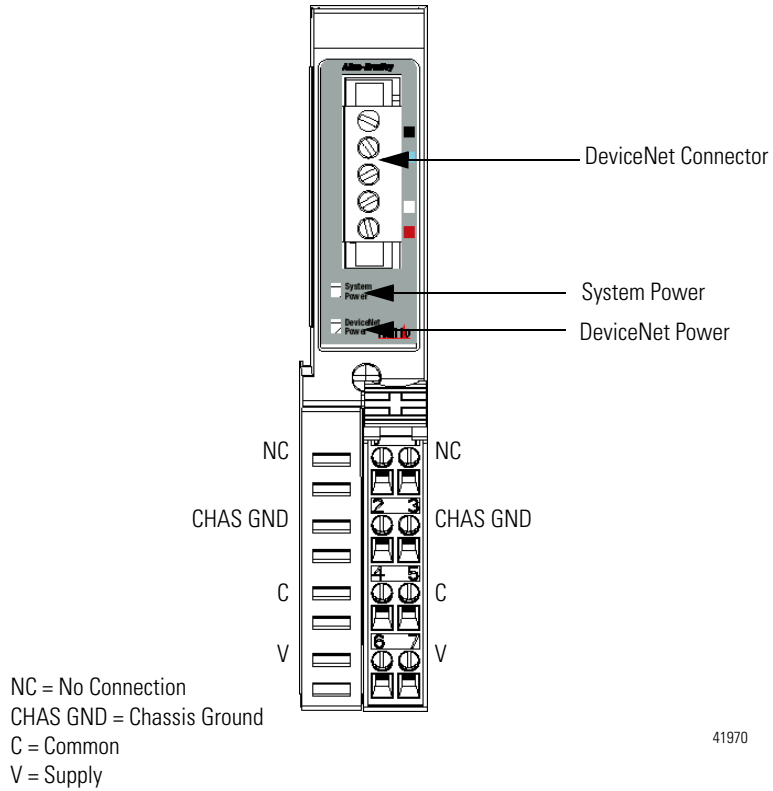 Allen-Bradley
DeviceNet Connector
System
Power
System Power
DeviceNet
Power
DeviceNet Power
NC NC
2 3
CHAS GND CHAS GND
4 5
C C
6 7
V V
NC = No Connection
CHAS GND = Chassis Ground
C = Common
V = Supply
41970